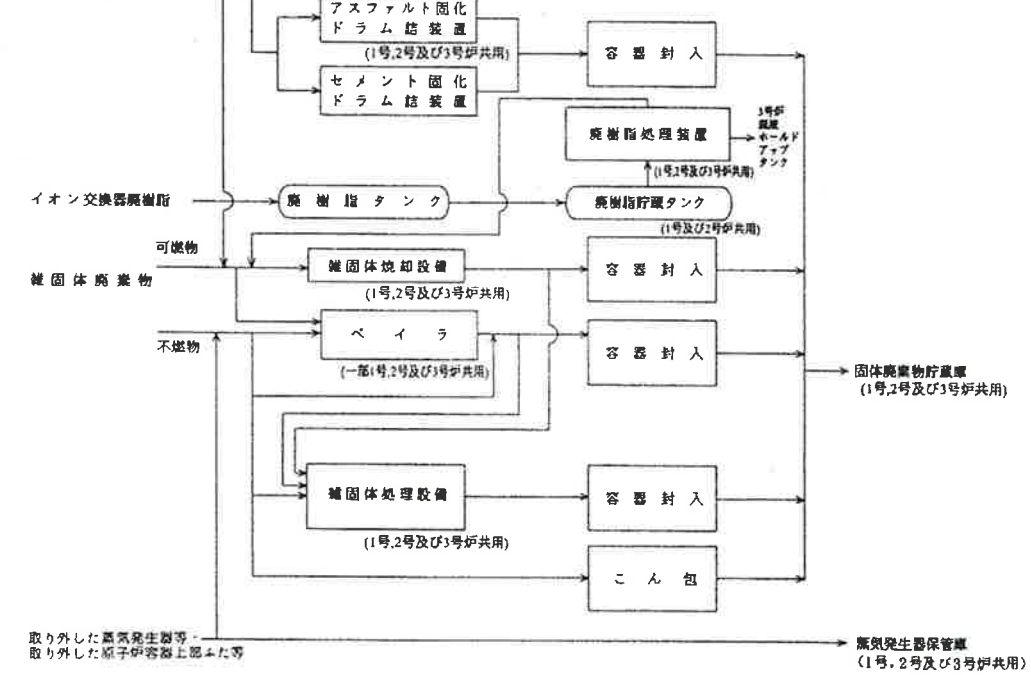 アスファルト固化
ドラム詰装置
(1号,2号及び3号炉共用)
容器封入
セメント固化
ドラム詰装置
廃樹脂処理装置
3号炉
ホールド
アップ
タンク
(1号,2号及び3号炉共用)
イオン交換器廃樹脂
廃樹脂タンク
廃樹脂貯蔵タンク
(1号及び2号炉共用)
可燃物
雑固体廃棄物
雑固体焼却設備
(1号,2号及び3号炉共用)
容器封入
不燃物
ベイラ
(一部1号,2号及び3号炉共用)
容器封入
固体廃棄物貯蔵庫
(1号,2号及び3号炉共用)
雑固体処理設備
(1号,2号及び3号炉共用)
容器封入
こん包
取り外した蒸気発生器等・
取り外した原子炉容器上部ふた等
蒸気発生器保管庫
(1号,2号及び3号炉共用)